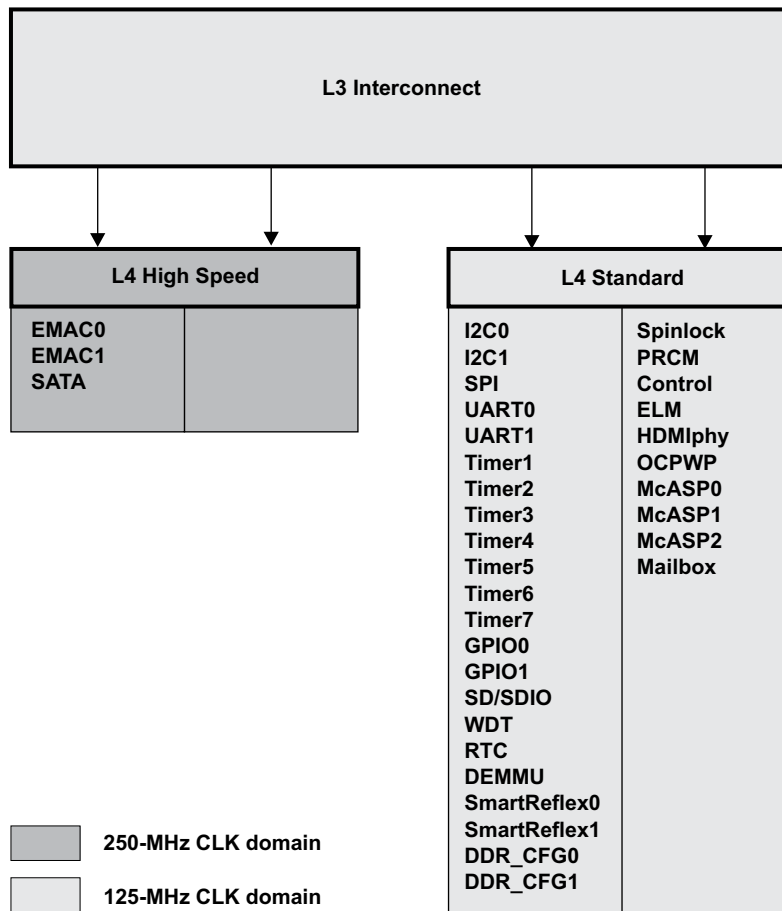 L3 Interconnect
L4 High Speed
EMAC0
EMAC1
SATA
L4 Standard
I2C0
I2C1
SPI
UART0
UART1
Timer1
Timer2
Timer3
Timer4
Timer5
Timer6
Timer7
GPIO0
GPIO1
SD/SDIO
WDT
RTC
DEMMU
SmartReflex0
SmartReflex1
DDR_CFG0
DDR_CFG1
Spinlock
PRCM
Control
ELM
HDMIphy
OCPWP
McASP0
McASP1
McASP2
Mailbox
250-MHz CLK domain
125-MHz CLK domain